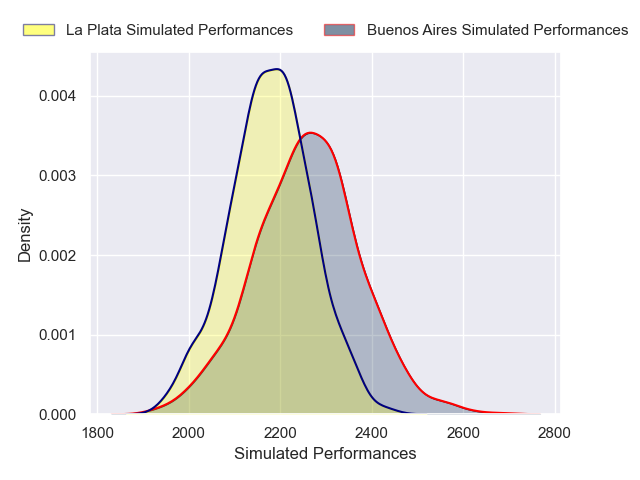 La Plata Simulated Performances
Buenos Aires Simulated Performances
0.004
0.003
0.002
0.001
0.000
Density
1800
2000
2200
2400
2600
2800
Simulated Performances